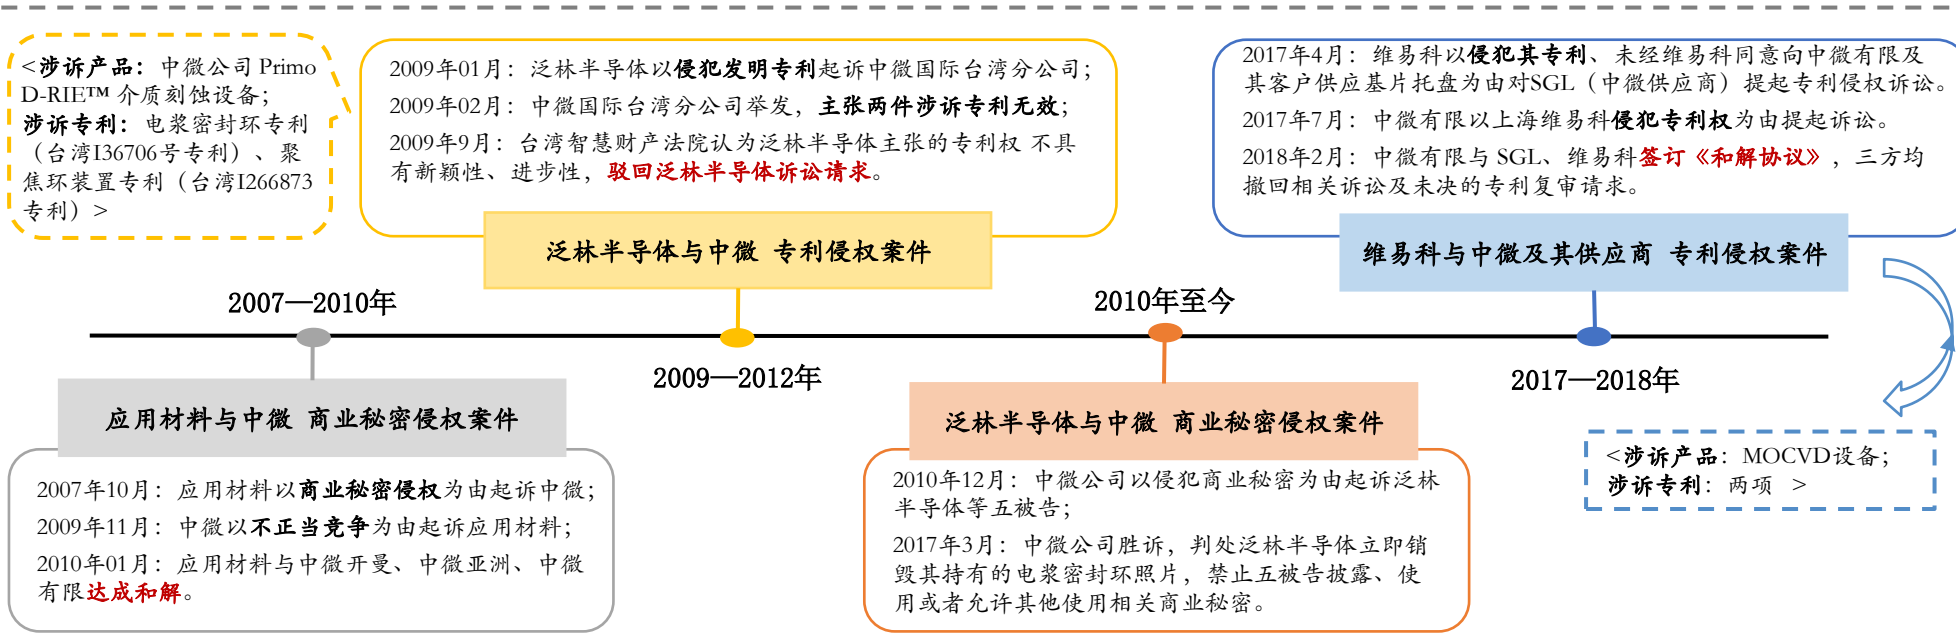 <涉诉产品：中微公司 Primo
D-RIE™ 介质刻蚀设备；
涉诉专利：电浆密封环专利
（台湾I36706号专利）、聚
焦环装置专利（台湾I266873
专利）>
2009年01月：泛林半导体以侵犯发明专利起诉中微国际台湾分公司；
2009年02月：中微国际台湾分公司举发，主张两件涉诉专利无效；
2009年9月：台湾智慧财产法院认为泛林半导体主张的专利权 不具
有新颖性、进步性，驳回泛林半导体诉讼请求。
泛林半导体与中微 专利侵权案件
2017年4月：维易科以侵犯其专利、未经维易科同意向中微有限及
其客户供应基片托盘为由对SGL（中微供应商）提起专利侵权诉讼。
2017年7月：中微有限以上海维易科侵犯专利权为由提起诉讼。
2018年2月：中微有限与 SGL、维易科签订《和解协议》，三方均
撤回相关诉讼及未决的专利复审请求。
维易科与中微及其供应商 专利侵权案件
2007—2010年
2010年至今
2009—2012年
2017—2018年
应用材料与中微 商业秘密侵权案件
2007年10月：应用材料以商业秘密侵权为由起诉中微；
2009年11月：中微以不正当竞争为由起诉应用材料；
2010年01月：应用材料与中微开曼、中微亚洲、中微
有限达成和解。
泛林半导体与中微 商业秘密侵权案件
2010年12月：中微公司以侵犯商业秘密为由起诉泛林
半导体等五被告；
2017年3月：中微公司胜诉，判处泛林半导体立即销
毁其持有的电浆密封环照片，禁止五被告披露、使
用或者允许其他使用相关商业秘密。
<涉诉产品：MOCVD设备；
涉诉专利：两项 >